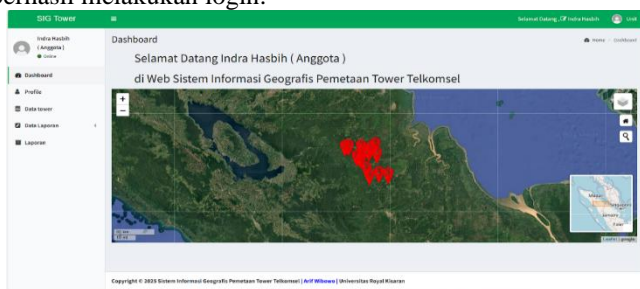 berhasil melakukan login.
SIG Tower
Selamat Datang, Indra Hasbih
Unit
Indra Hasbih
( Anggota )
Online
Dashboard
Home
Dashboard
Dashboard
Profile
Data tower
Data Laporan
Laporan
Selamat Datang Indra Hasbih ( Anggota )
di Web Sistem Informasi Geografis Pemetaan Tower Telkomsel
+
−
Copyright © 2023 Sistem Informasi Geografis Pemetaan Tower Telkomsel | Arif Wibowo | Universitas Royal Kisaran